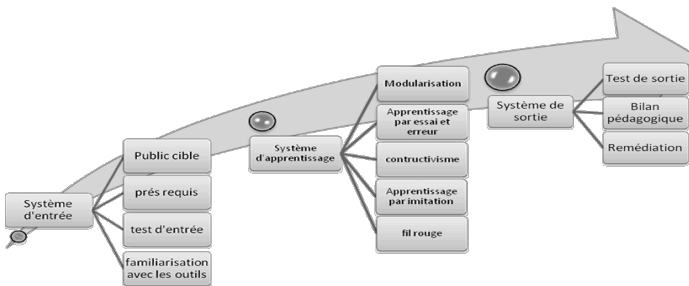 Système
d'entrée
Public cible
prés requis
test d'entrée
familiarisation
avec les outils
Système
d'apprentissage
Modularisation
Apprentissage
par essai et
erreur
contructivisme
Apprentissage
par imitation
fil rouge
Système de
sortie
Test de sortie
Bilan
pédagogique
Remédiation